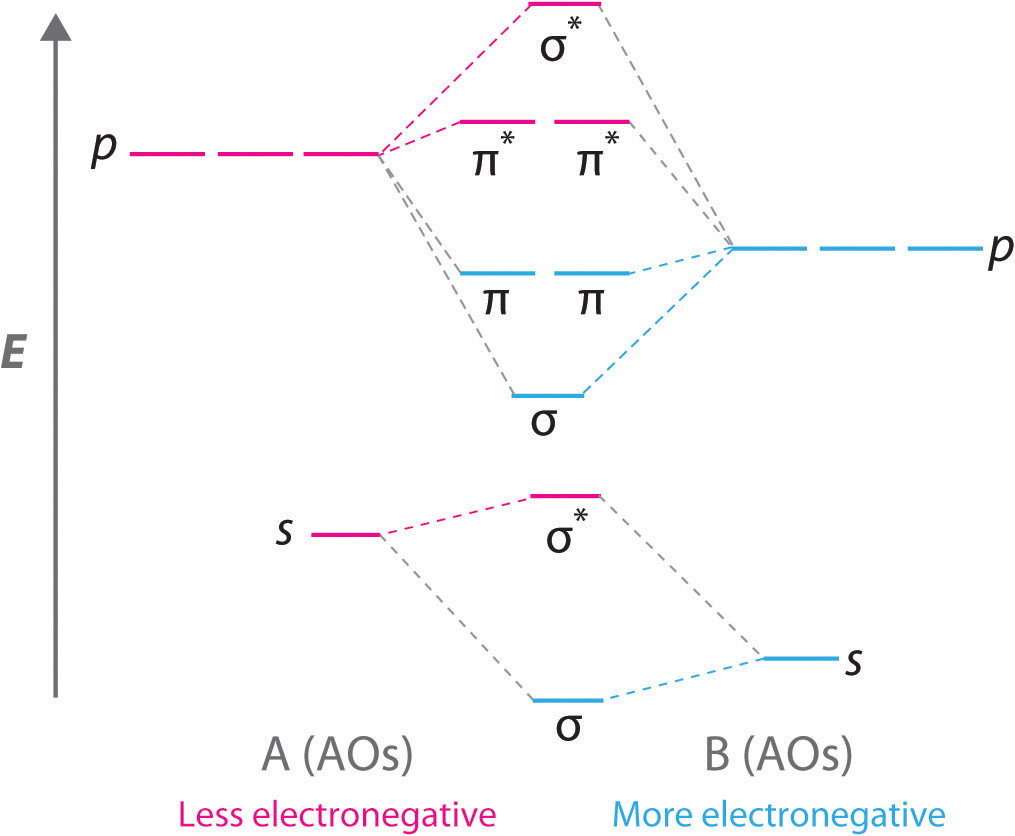 σ*
p
π* π*
p
π π
E
σ
s
σ*
s
σ
A (AOs) B (AOs)
Less electronegative More electronegative